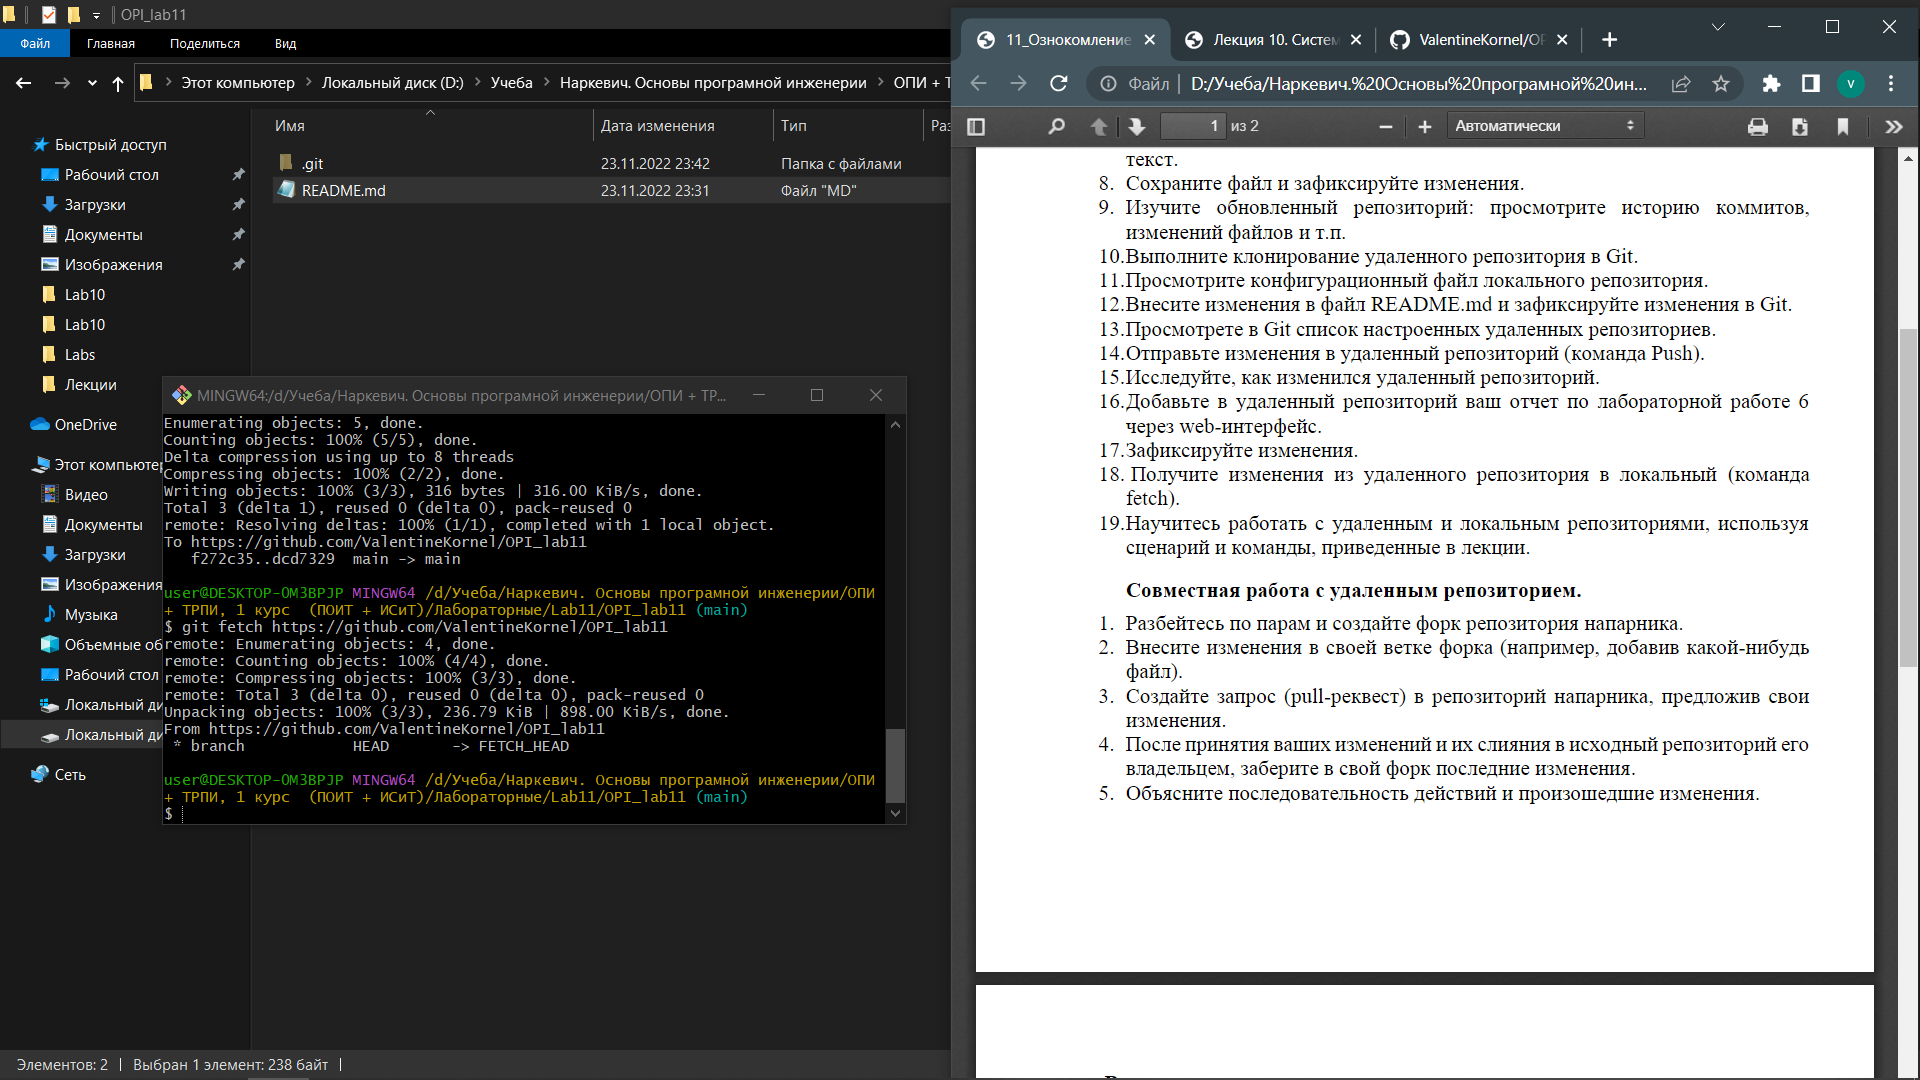 OPI_lab11
Файл
Главная
Поделиться
Вид
Этот компьютер
Локальный диск (D:)
Учеба
Наркевич. Основы програмной инженерии
ОПИ + Т
Имя
Дата изменения
Тип
Раз
.git
23.11.2022 23:42
Папка с файлами
README.md
23.11.2022 23:31
Файл "MD"
Быстрый доступ
Рабочий стол
Загрузки
Документы
Изображения
Lab10
Lab10
Labs
Лекции
OneDrive
Этот компьютер
Видео
Документы
Загрузки
Изображения
Музыка
Объемные об
Рабочий стол
Локальный ди
Локальный ди
Сеть
Элементов: 2
Выбран 1 элемент: 238 байт
MINGW64:/d/Учеба/Наркевич. Основы програмной инженерии/ОПИ + ТР...
Enumerating objects: 5, done.
Counting objects: 100% (5/5), done.
Delta compression using up to 8 threads
Compressing objects: 100% (2/2), done.
Writing objects: 100% (3/3), 316 bytes | 316.00 KiB/s, done.
Total 3 (delta 1), reused 0 (delta 0), pack-reused 0
remote: Resolving deltas: 100% (1/1), completed with 1 local object.
To https://github.com/ValentineKornel/OPI_lab11
f272c35..dcd7329  main -> main
user@DESKTOP-OM3BPJP MINGW64 /d/Учеба/Наркевич. Основы програмной инженерии/ОПИ
+ ТРПИ, 1 курс  (ПОИТ + ИСиТ)/Лабораторные/Lab11/OPI_lab11 (main)
$ git fetch https://github.com/ValentineKornel/OPI_lab11
remote: Enumerating objects: 4, done.
remote: Counting objects: 100% (4/4), done.
remote: Compressing objects: 100% (3/3), done.
remote: Total 3 (delta 0), reused 0 (delta 0), pack-reused 0
Unpacking objects: 100% (3/3), 236.79 KiB | 898.00 KiB/s, done.
From https://github.com/ValentineKornel/OPI_lab11
* branch            HEAD       -> FETCH_HEAD
user@DESKTOP-OM3BPJP MINGW64 /d/Учеба/Наркевич. Основы програмной инженерии/ОПИ
+ ТРПИ, 1 курс  (ПОИТ + ИСиТ)/Лабораторные/Lab11/OPI_lab11 (main)
$
11_Ознокомление
Лекция 10. Систем
ValentineKornel/OP
Файл
D:/Учеба/Наркевич.%20Основы%20програмной%20ин...
v
1
из 2
Автоматически
текст.
8. Сохраните файл и зафиксируйте изменения.
9. Изучите обновленный репозиторий: просмотрите историю коммитов,
изменений файлов и т.п.
10.Выполните клонирование удаленного репозитория в Git.
11.Просмотрите конфигурационный файл локального репозитория.
12.Внесите изменения в файл README.md и зафиксируйте изменения в Git.
13.Просмотрете в Git список настроенных удаленных репозиториев.
14.Отправьте изменения в удаленный репозиторий (команда Push).
15.Исследуйте, как изменился удаленный репозиторий.
16.Добавьте в удаленный репозиторий ваш отчет по лабораторной работе 6
через web-интерфейс.
17.Зафиксируйте изменения.
18. Получите изменения из удаленного репозитория в локальный (команда
fetch).
19.Научитесь работать с удаленным и локальным репозиториями, используя
сценарий и команды, приведенные в лекции.
Совместная работа с удаленным репозиторием.
1. Разбейтесь по парам и создайте форк репозитория напарника.
2. Внесите изменения в своей ветке форка (например, добавив какой-нибудь
файл).
3. Создайте запрос (pull-реквест) в репозиторий напарника, предложив свои
изменения.
4. После принятия ваших изменений и их слияния в исходный репозиторий его
владельцем, заберите в свой форк последние изменения.
5. Объясните последовательность действий и произошедшие изменения.